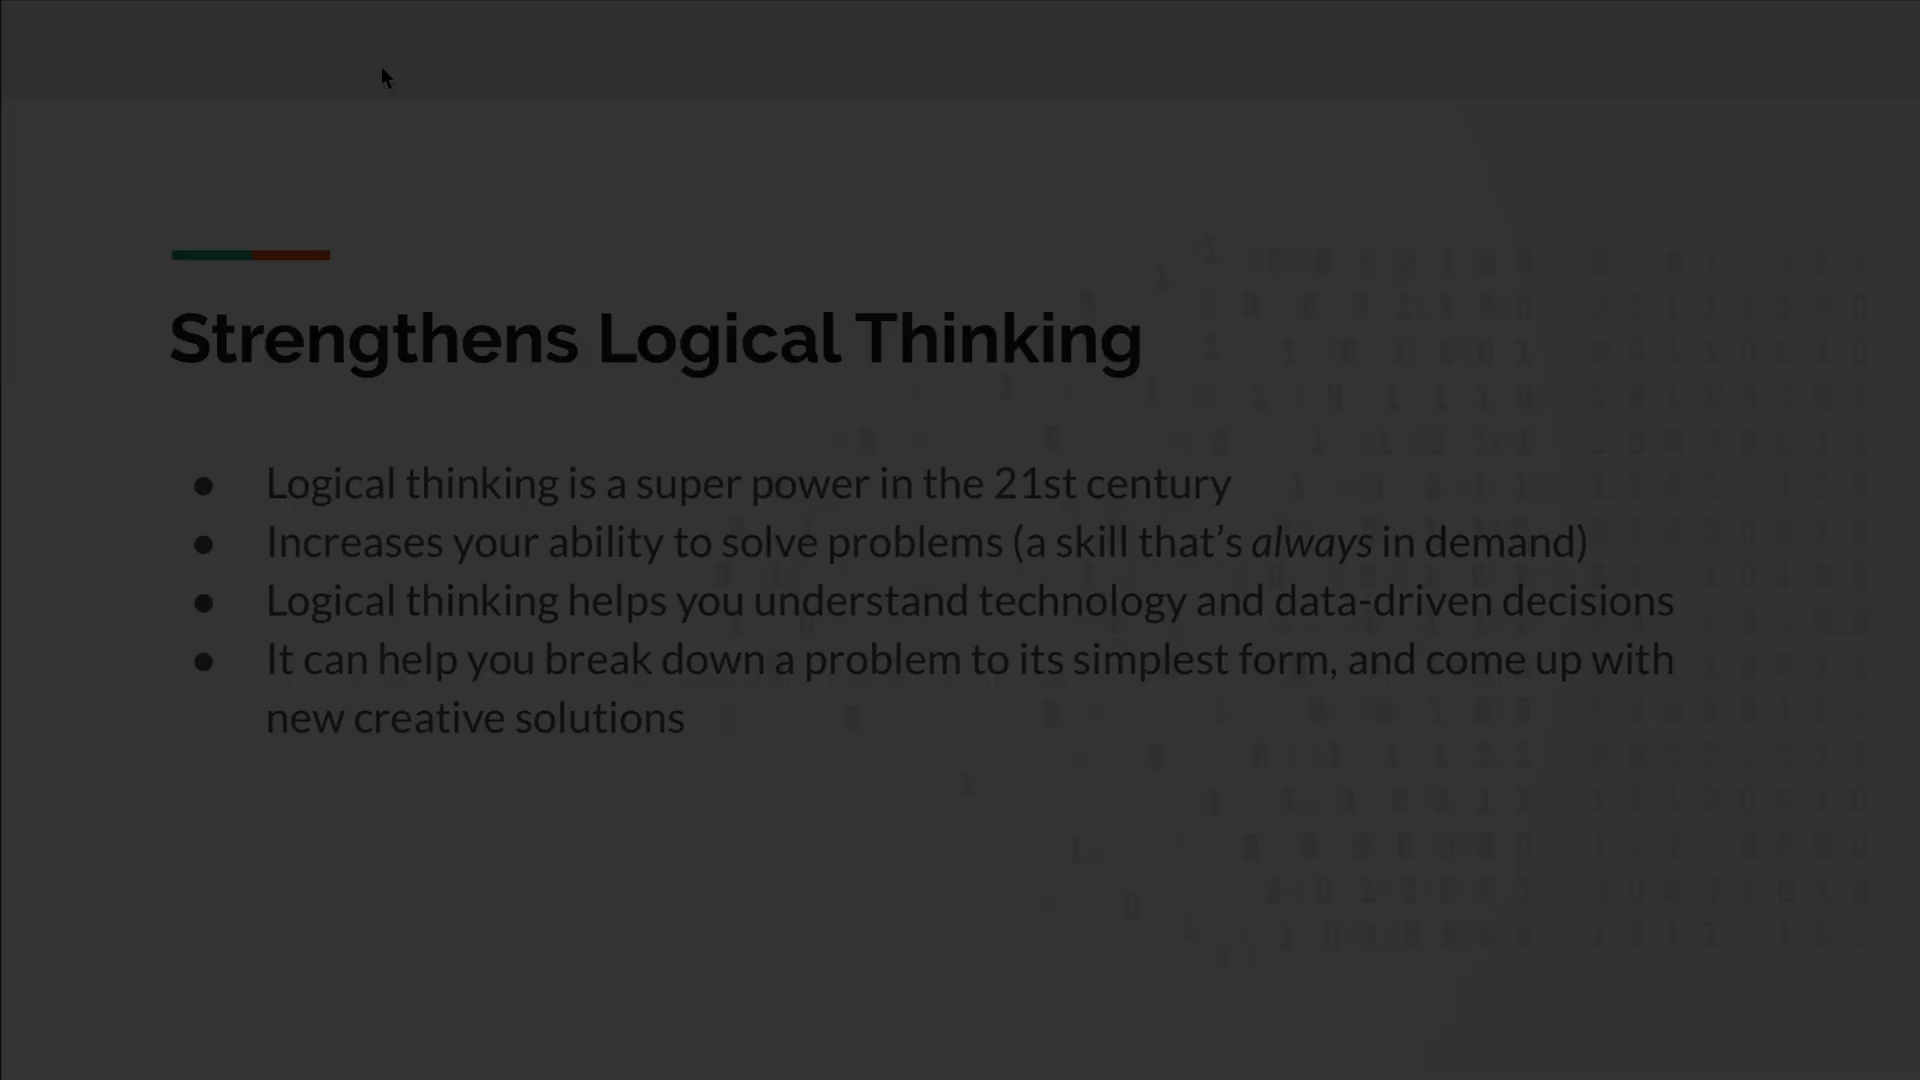 Strengthens Logical Thinking
● Logical thinking is a super power in the 21st century
● Increases your ability to solve problems (a skill that’s always in demand)
● Logical thinking helps you understand technology and data-driven decisions
● It can help you break down a problem to its simplest form, and come up with
new creative solutions